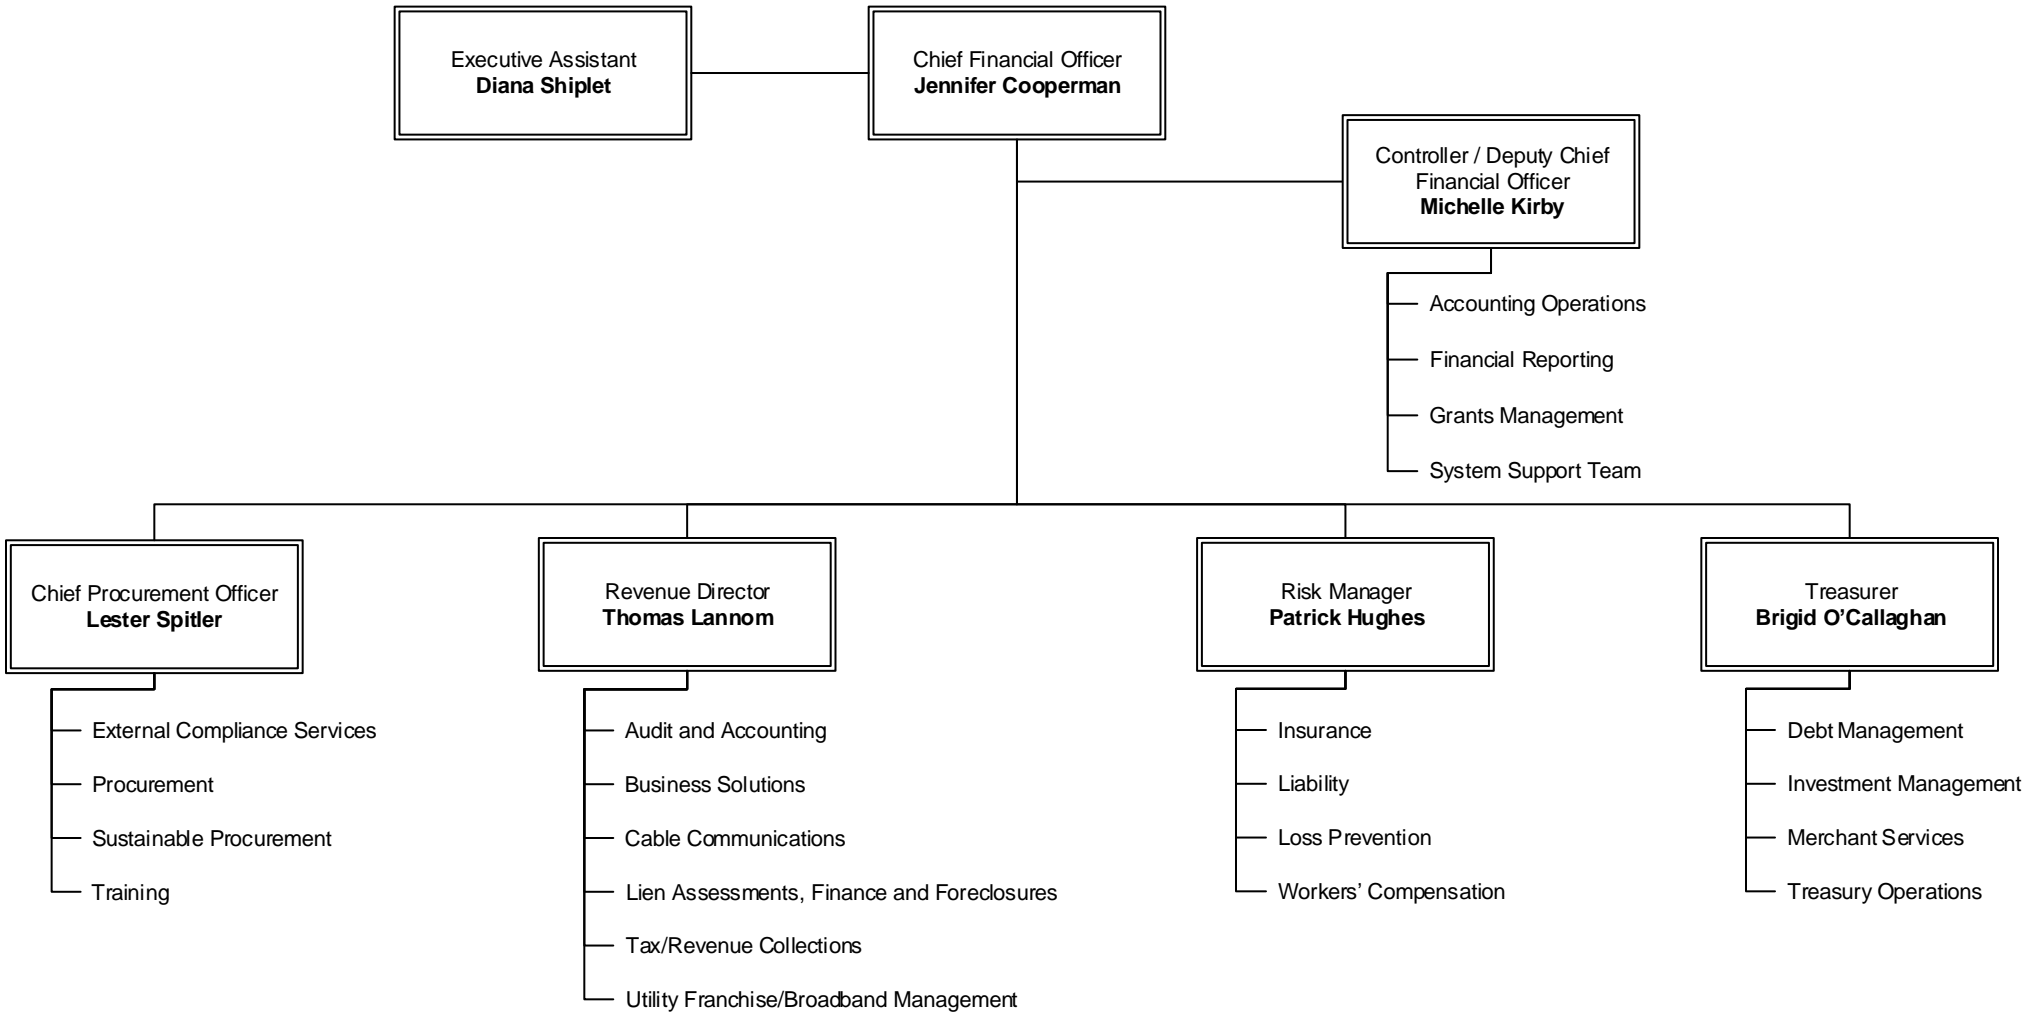 Executive Assistant
Diana Shiplet
Chief Financial Officer
Jennifer Cooperman
Controller / Deputy Chief
Financial Officer
Michelle Kirby
Accounting Operations
Financial Reporting
Grants Management
System Support Team
Chief Procurement Officer
Lester Spitler
External Compliance Services
Procurement
Sustainable Procurement
Training
Revenue Director
Thomas Lannom
Audit and Accounting
Business Solutions
Cable Communications
Lien Assessments, Finance and Foreclosures
Tax/Revenue Collections
Utility Franchise/Broadband Management
Risk Manager
Patrick Hughes
Insurance
Liability
Loss Prevention
Workers’ Compensation
Treasurer
Brigid O’Callaghan
Debt Management
Investment Management
Merchant Services
Treasury Operations